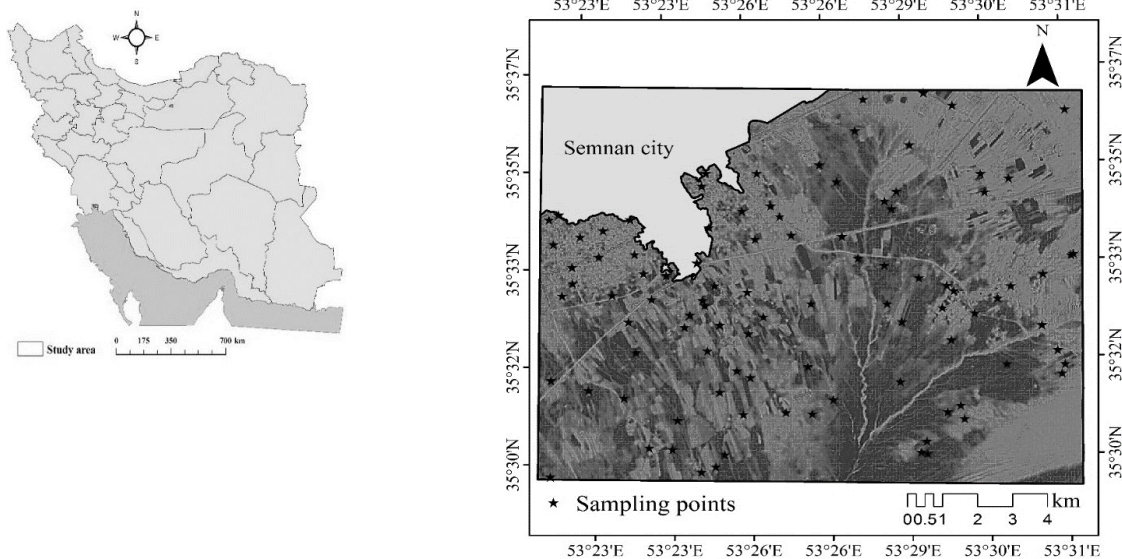 N
W E
S
Study area
0 175 350 700 km
53°23'E 53°23'E 53°26'E 53°26'E 53°29'E 53°30'E 53°31'E
N
35°37'N 35°37'N
Semnan city
35°35'N 35°35'N
35°33'N 35°33'N
35°32'N 35°32'N
35°30'N 35°30'N
★ Sampling points
km
0 0.5 1 2 3 4
53°23'E 53°23'E 53°26'E 53°26'E 53°29'E 53°30'E 53°31'E